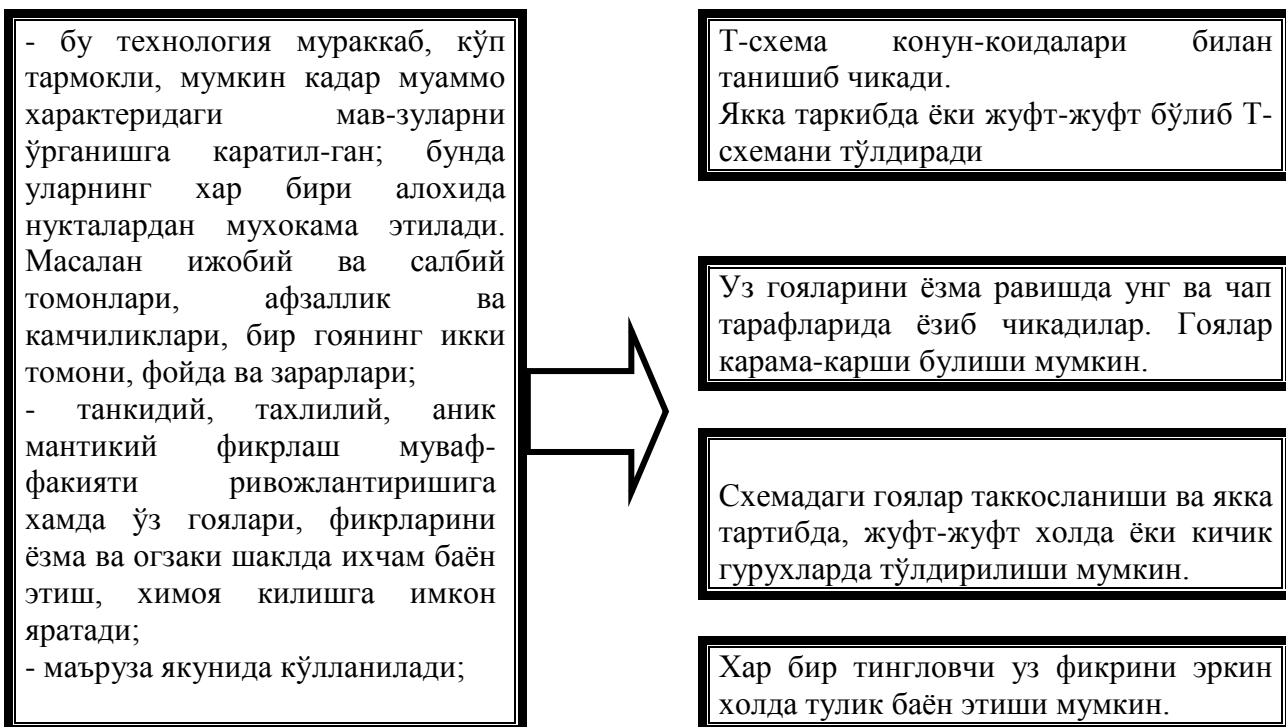 - бу технология мураккаб, кўп
тармокли, мумкин кадар муаммо
характеридаги мав-зуларни
ўрганишга каратил-ган; бунда
уларнинг хар бири алохида
нукталардан мухокама этилади.
Масалан ижобий ва салбий
томонлари, афзаллик ва
камчиликлари, бир гоянинг икки
томони, фойда ва зарарлари;
- танкидий, тахлилий, аник
мантикий фикрлаш муваф-
факияти ривожлантиришига
хамда ўз гоялари, фикрларини
ёзма ва огзаки шаклда ихчам баён
этиш, химоя килишга имкон
яратади;
- маъруза якунида кўлланилади;
Т-схема конун-коидалари билан
танишиб чикади.
Якка таркибда ёки жуфт-жуфт бўлиб Т-
схемани тўлдиради
Уз гояларини ёзма равишда унг ва чап
тарафларида ёзиб чикадилар. Гоялар
карама-карши булиши мумкин.
Схемадаги гоялар таккосланиши ва якка
тартибда, жуфт-жуфт холда ёки кичик
гурухларда тўлдирилиши мумкин.
Хар бир тингловчи уз фикрини эркин
холда тулик баён этиши мумкин.